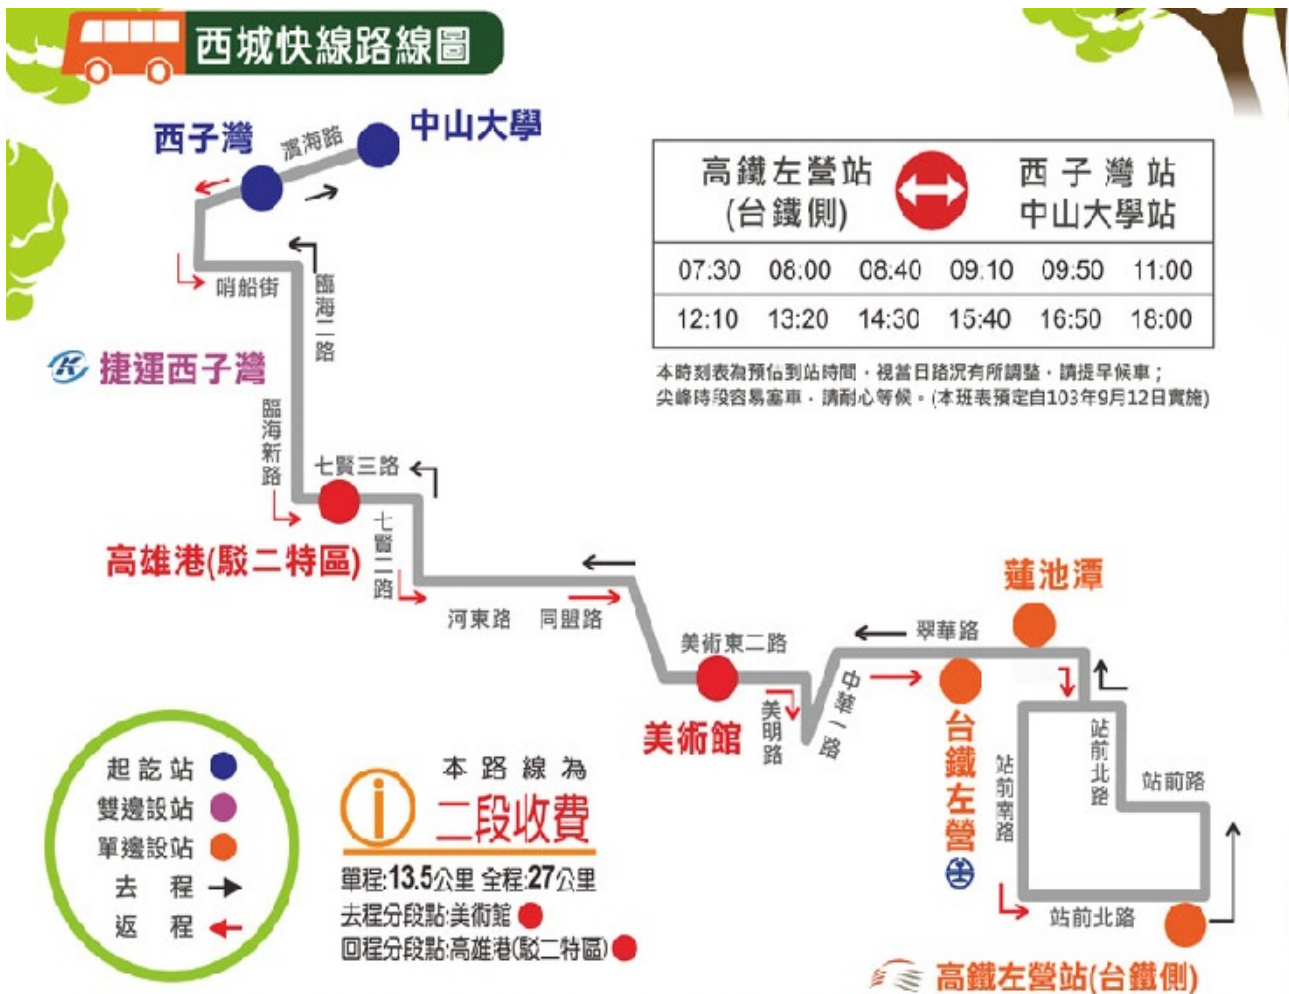 西城快線路線圖
西子灣
濱海路
中山大學
哨船街
臨海二路
捷運西子灣
臨海新路
七賢三路
高雄港(駁二特區)
七賢二路
河東路
同盟路
美術東二路
美術館
美明路
中華一路
翠華路
蓮池潭
台鐵左營
站前北路
站前路
站前南路
站前北路
高鐵左營站(台鐵側)
高鐵左營站
(台鐵側)
西子灣站
中山大學站
07:30 08:00 08:40 09:10 09:50 11:00
12:10 13:20 14:30 15:40 16:50 18:00
本時刻表為預估到站時間，視當日路況有所調整，請提早候車；
尖峰時段容易塞車，請耐心等候。(本班表預定自103年9月12日實施)
起訖站
雙邊設站
單邊設站
去 程
返 程
i
本路線為
二段收費
單程:13.5公里 全程:27公里
去程分段點:美術館
回程分段點:高雄港(駁二特區)